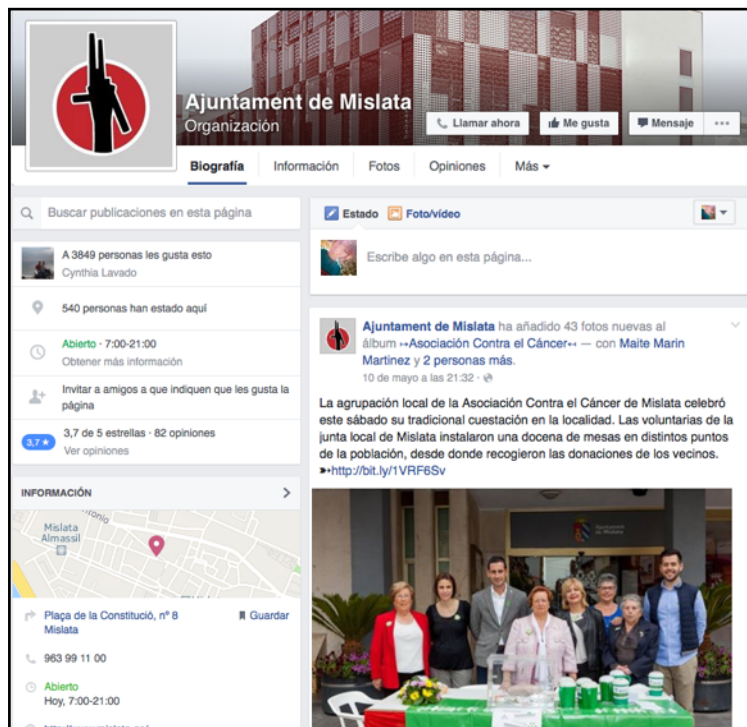 Ajuntament de Mislata
Organización
Llamar ahora
Me gusta
Mensaje
Biografía
Información
Fotos
Opiniones
Más
Buscar publicaciones en esta página
A 3849 personas les gusta esto
Cynthia Lavado
540 personas han estado aquí
Abierto · 7:00-21:00
Obtener más información
Invitar a amigos a que indiquen que les gusta la
página
3,7 ★
3,7 de 5 estrellas · 82 opiniones
Ver opiniones
INFORMACIÓN
Mislata
Almassil
Plaça de la Constitució, nº 8
Mislata
Guardar
963 99 11 00
Abierto
Hoy, 7:00-21:00
Estado
Foto/vídeo
Escribe algo en esta página...
Ajuntament de Mislata ha añadido 43 fotos nuevas al
álbum ↦Asociación Contra el Cáncer↤ — con Maite Marin
Martinez y 2 personas más.
10 de mayo a las 21:32 ·
La agrupación local de la Asociación Contra el Cáncer de Mislata celebró
este sábado su tradicional cuestación en la localidad. Las voluntarias de la
junta local de Mislata instalaron una docena de mesas en distintos puntos
de la población, desde donde recogieron las donaciones de los vecinos.
➳http://bit.ly/1VRF6Sv
Ajuntament
de Mislata